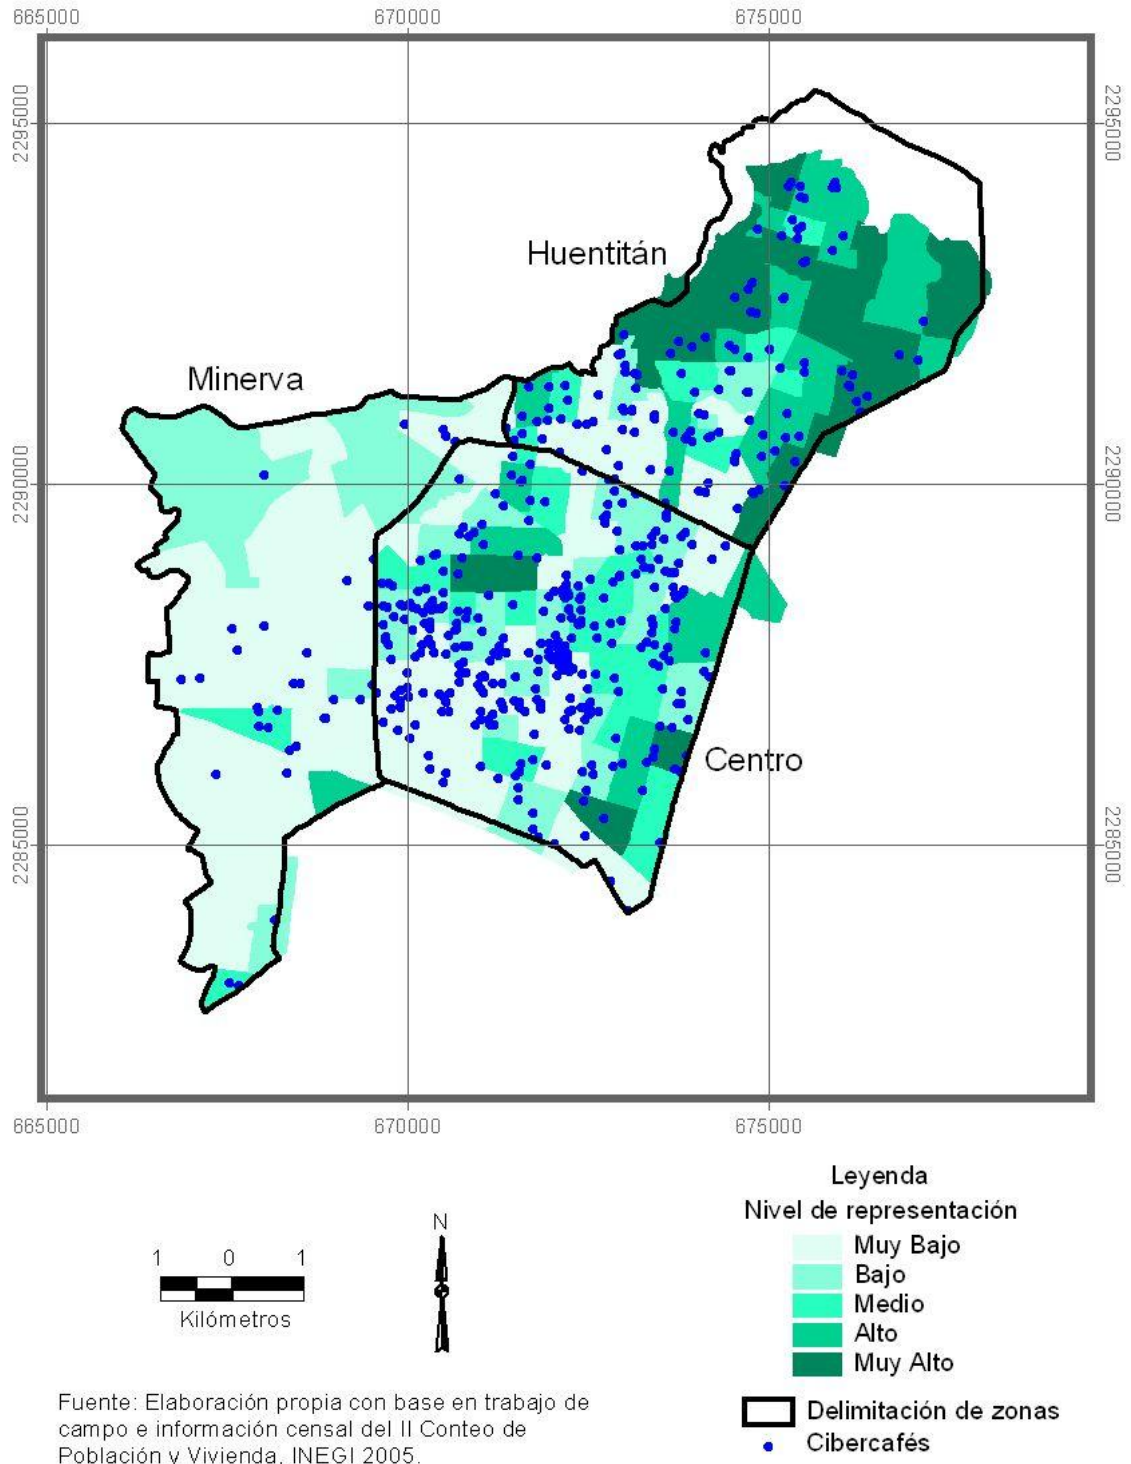 665000
670000
675000
2295000
2295000
Huentitán
Minerva
2290000
2290000
Centro
2285000
2285000
665000
670000
675000
Leyenda
Nivel de representación
Muy Bajo
Bajo
Medio
Alto
Muy Alto
Delimitación de zonas
Cibercafés
N
1 0 1
Kilómetros
Fuente: Elaboración propia con base en trabajo de
campo e información censal del II Conteo de
Población y Vivienda, INEGI 2005.